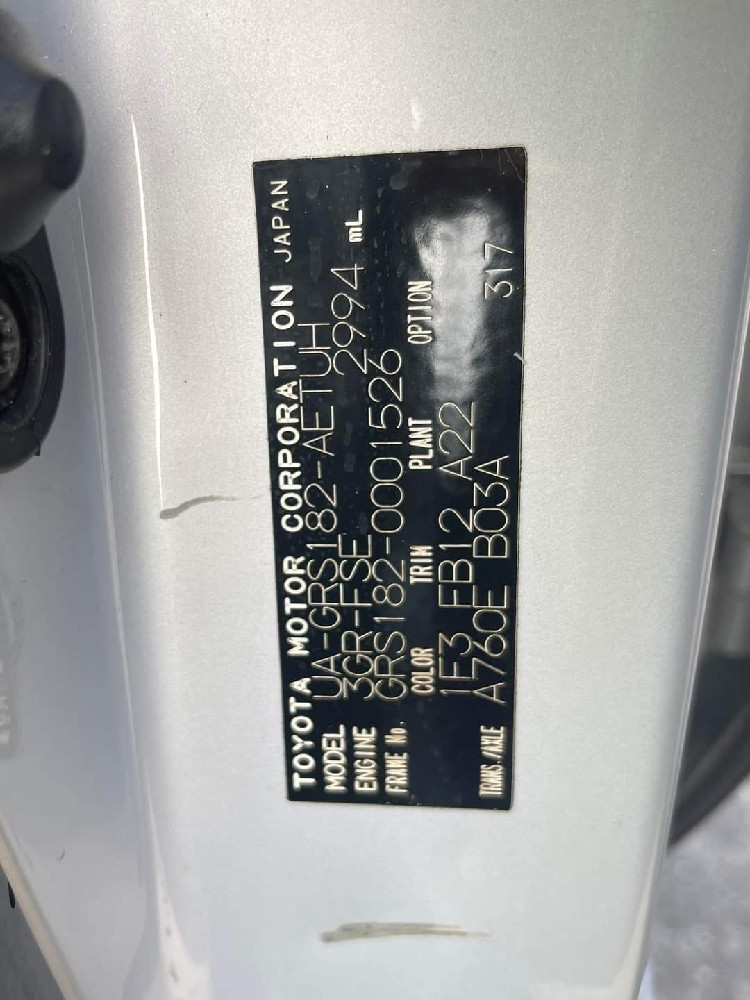 TOYOTA MOTOR CORPORATION JAPAN
MODEL UA-GRS182-AETUH
ENGINE 3GR-FSE 2994 mL
FRAME No. GRS182-0001526
COLOR TRIM PLANT OPTION
1E3 FB12 A22
TRANS./AXLE A760E B03A 317